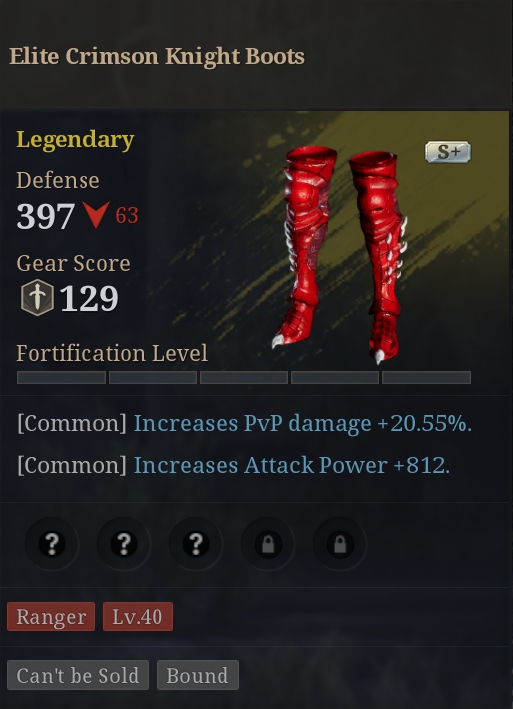 Elite Crimson Knight Boots
Legendary
S+
Defense
397 63
Gear Score
129
Fortification Level
[Common] Increases PvP damage +20.55%.
[Common] Increases Attack Power +812.
? ? ?
Ranger Lv.40
Can't be Sold Bound